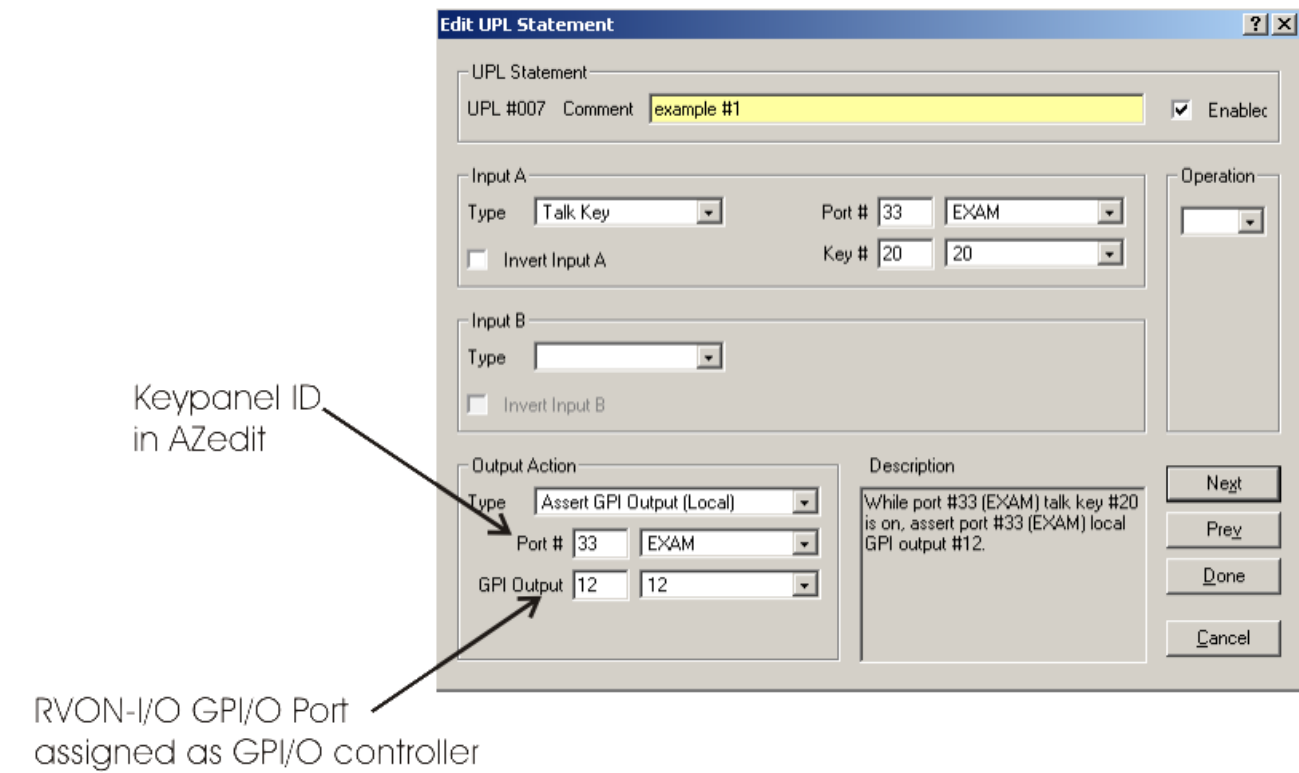 Edit UPL Statement
UPL Statement
UPL #007 Comment example #1 Enablec
Input A
Type Talk Key Port # 33 EXAM
Invert Input A Key # 20 20
Operation
Input B
Type
Invert Input B
Keypanel ID
in AZedit
Output Action
Type Assert GPI Output (Local)
Port # 33 EXAM
GPI Output 12 12
Description
While port #33 (EXAM) talk key #20
is on, assert port #33 (EXAM) local
GPI output #12.
Next
Prev
Done
Cancel
RVON-I/O GPI/O Port
assigned as GPI/O controller